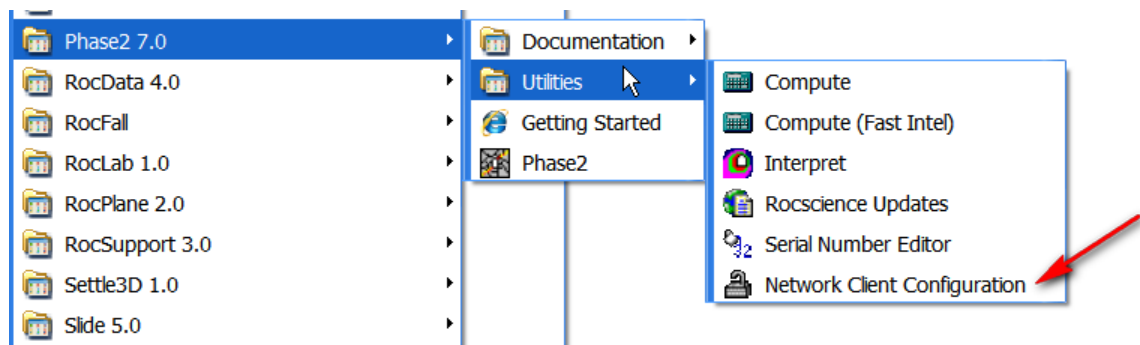 Phase2 7.0
RocData 4.0
RocFall
RocLab 1.0
RocPlane 2.0
RocSupport 3.0
Settle3D 1.0
Slide 5.0
Documentation
Utilities
Getting Started
Phase2
Compute
Compute (Fast Intel)
Interpret
Rocscience Updates
Serial Number Editor
Network Client Configuration